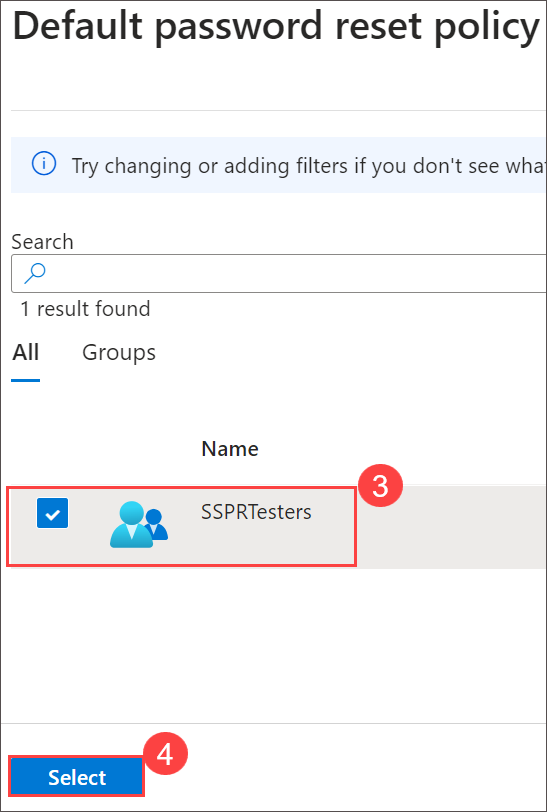 Default password reset policy
Try changing or adding filters if you don't see what
Search
1 result found
All Groups
Name
3
SSPRTesters
4
Select